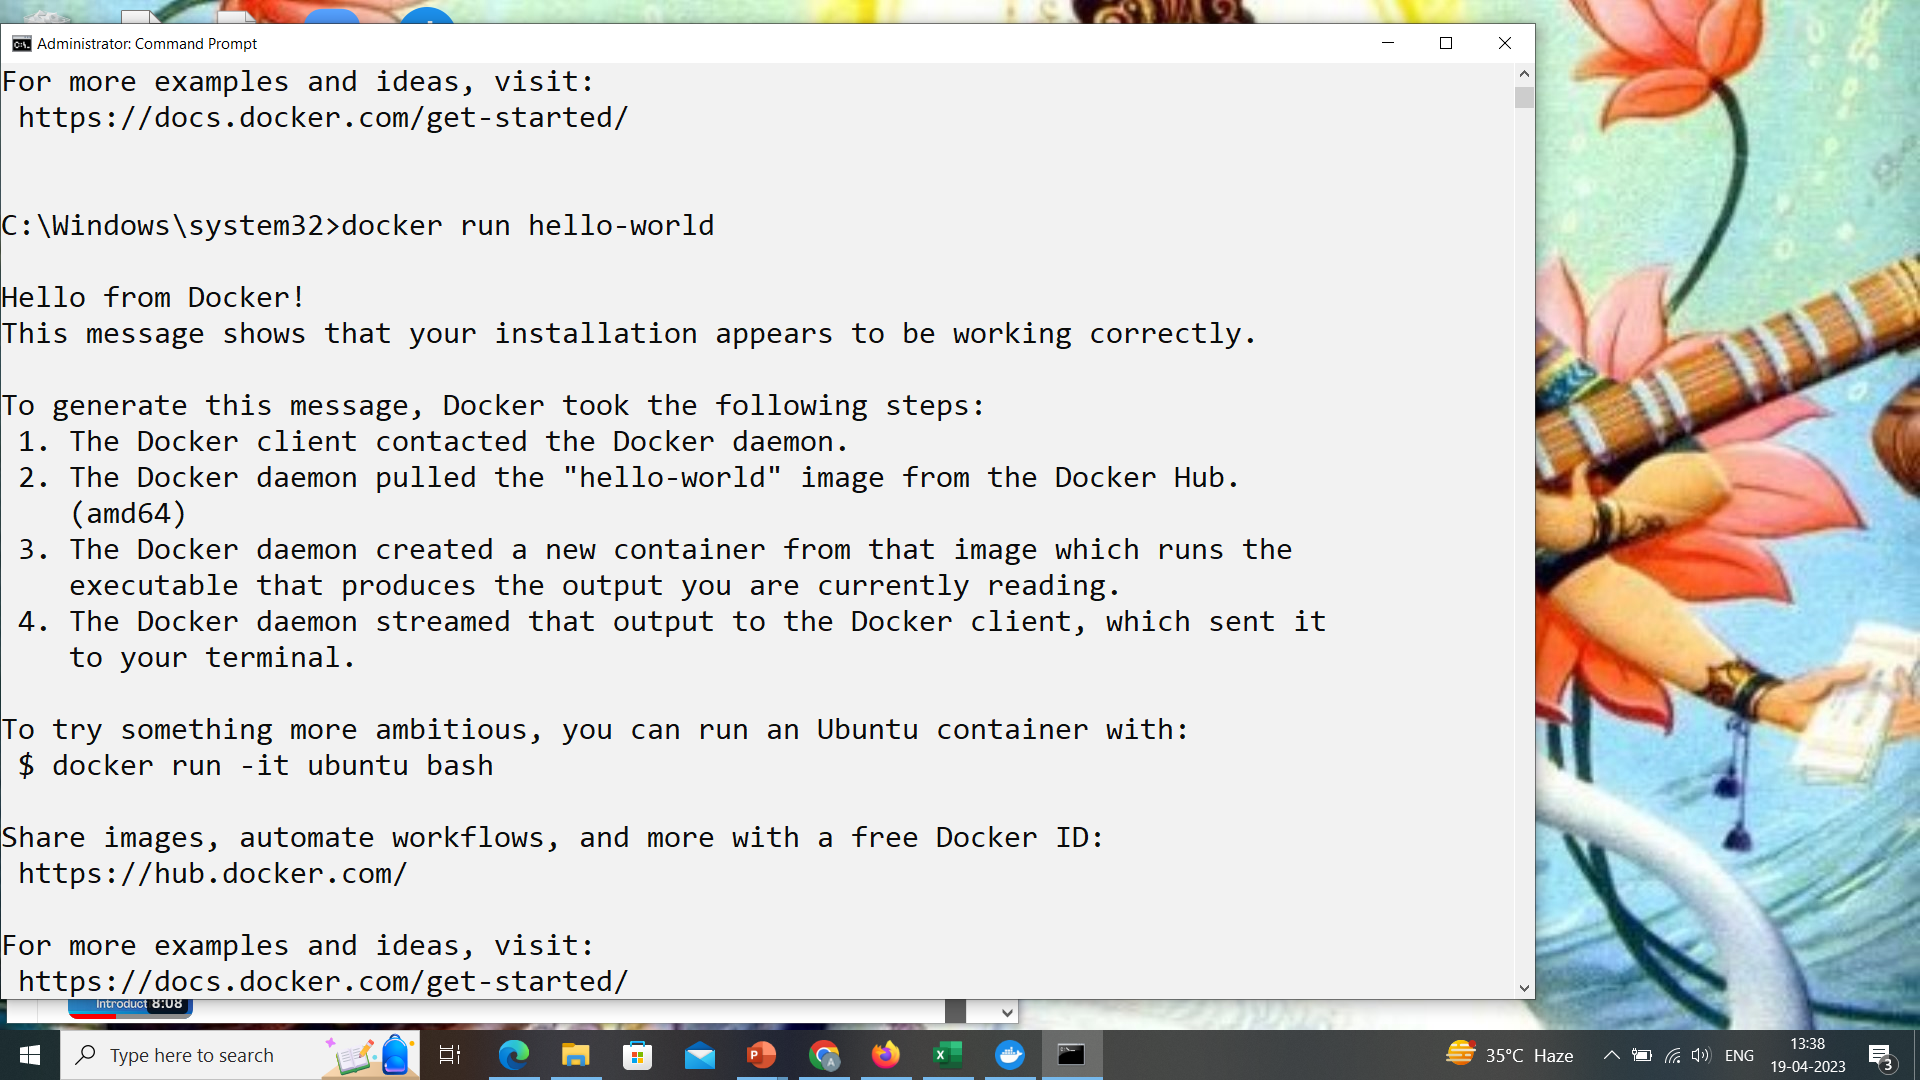 Administrator: Command Prompt
For more examples and ideas, visit:
https://docs.docker.com/get-started/
C:\Windows\system32>docker run hello-world
Hello from Docker!
This message shows that your installation appears to be working correctly.
To generate this message, Docker took the following steps:
1. The Docker client contacted the Docker daemon.
2. The Docker daemon pulled the "hello-world" image from the Docker Hub.
(amd64)
3. The Docker daemon created a new container from that image which runs the
executable that produces the output you are currently reading.
4. The Docker daemon streamed that output to the Docker client, which sent it
to your terminal.
To try something more ambitious, you can run an Ubuntu container with:
$ docker run -it ubuntu bash
Share images, automate workflows, and more with a free Docker ID:
https://hub.docker.com/
For more examples and ideas, visit:
https://docs.docker.com/get-started/
Introduct 8:08
Type here to search
35°C Haze
ENG
13:38
19-04-2023
3